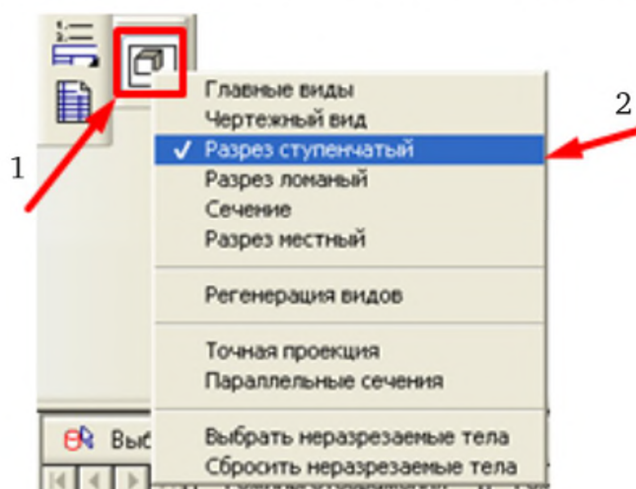 1
2
Главные виды
Чертежный вид
Разрез ступенчатый
Разрез ломаный
Сечение
Разрез местный
Регенерация видов
Точная проекция
Параллельные сечения
Выбрать неразрезаемые тела
Сбросить неразрезаемые тела
Выб